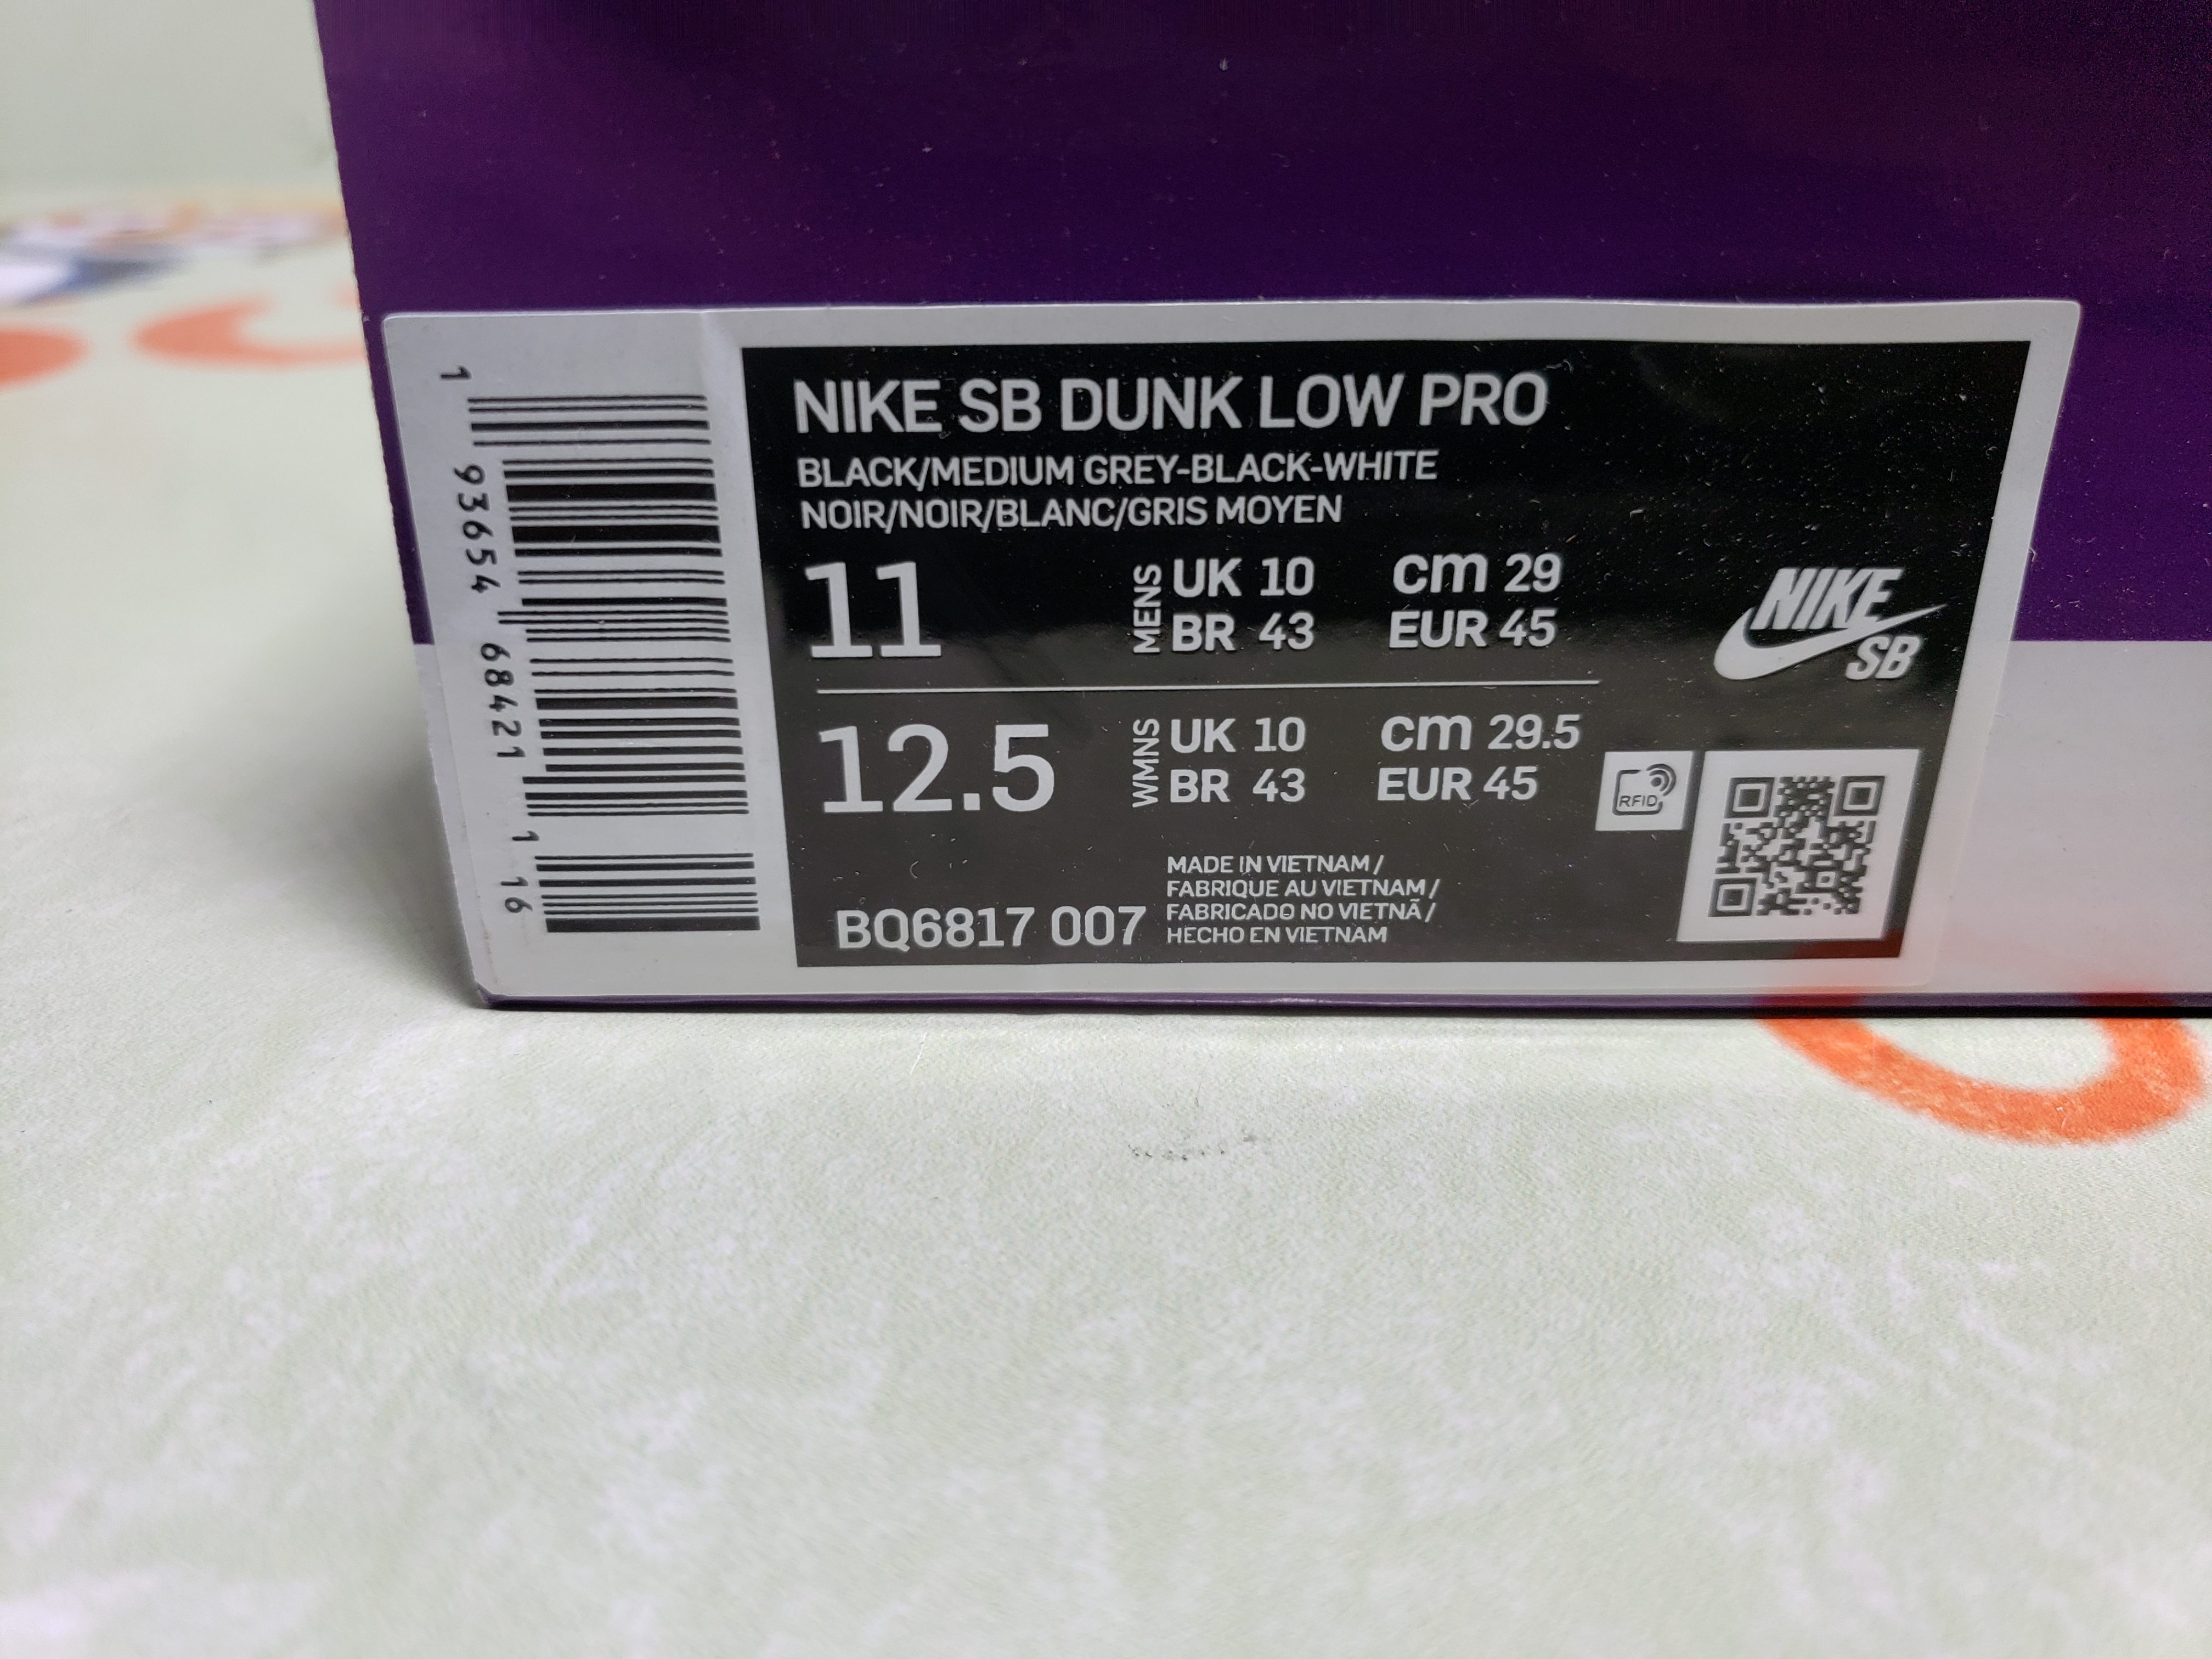 NIKE SB DUNK LOW PRO
BLACK/MEDIUM GREY-BLACK-WHITE
NOIR/NOIR/BLANC/GRIS MOYEN
11 MENS UK 10 cm 29
BR 43 EUR 45
NIKE
SB
12.5 WMNS UK 10 cm 29.5
BR 43 EUR 45
RFID
BQ6817 007
MADE IN VIETNAM /
FABRIQUE AU VIETNAM /
FABRICADO NO VIETNÃ /
HECHO EN VIETNAM
1 93654 68421 1 16